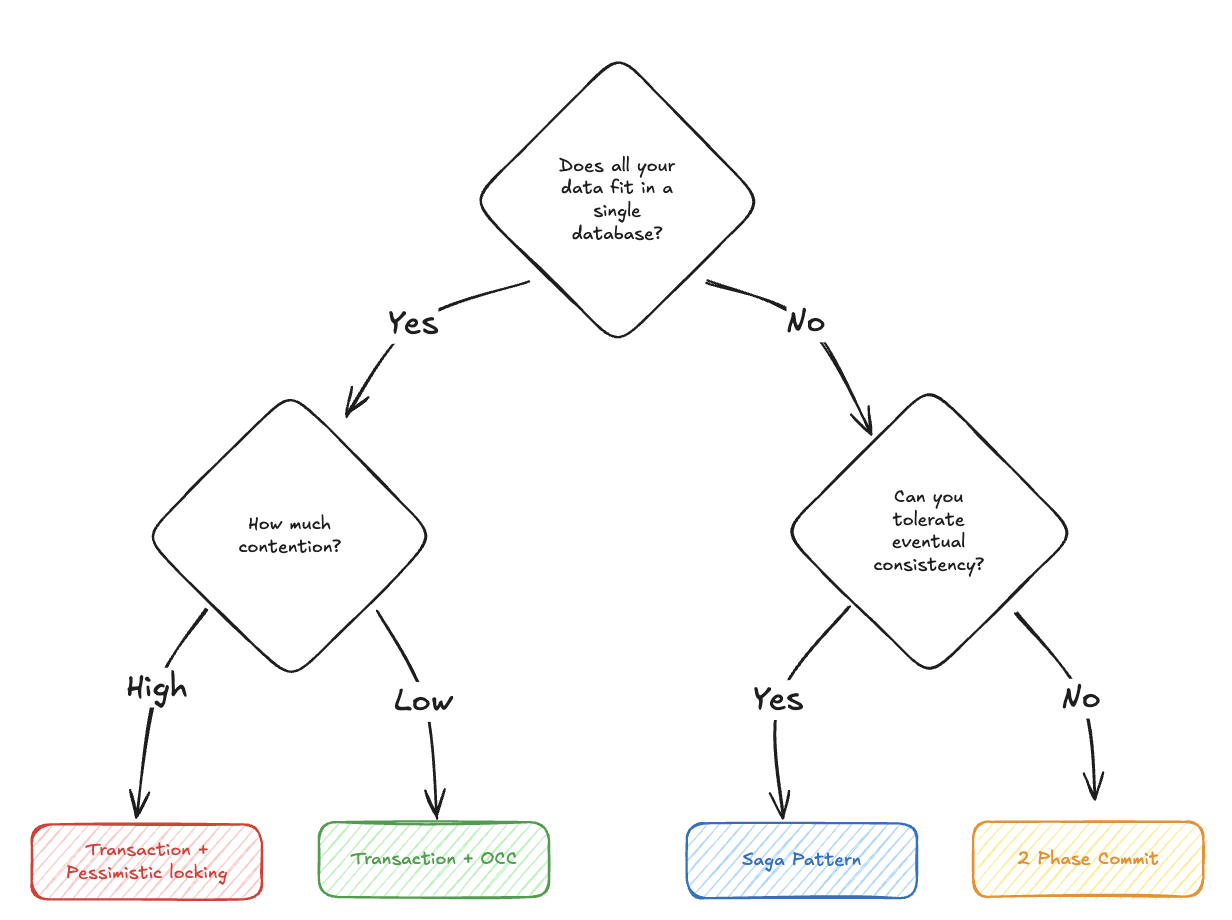 Does all your
data fit in a
single
database?
Yes
No
How much
contention?
Can you
tolerate
eventual
consistency?
High
Low
Yes
No
Transaction +
Pessimistic locking
Transaction + OCC
Saga Pattern
2 Phase Commit